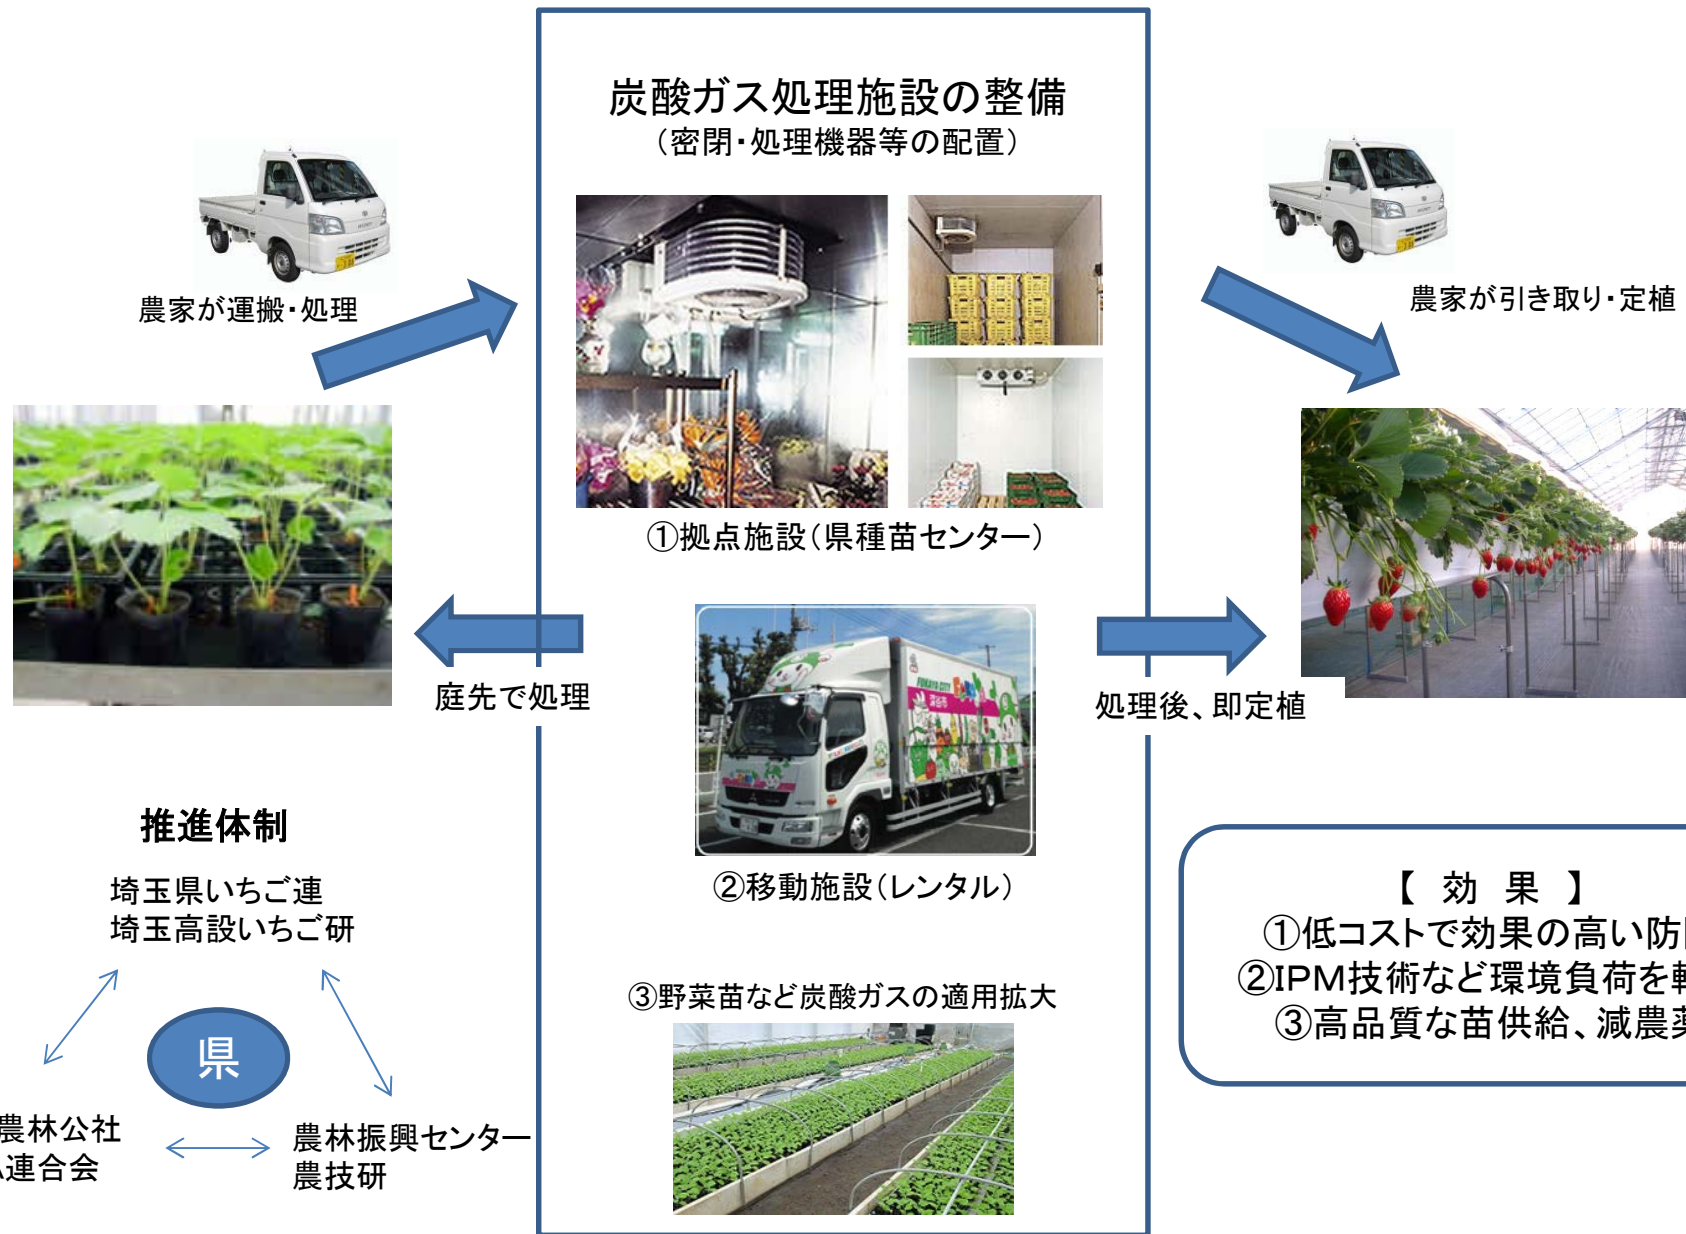 炭酸ガス処理施設の整備
（密閉・処理機器等の配置）
農家が運搬・処理
農家が引き取り・定植
①拠点施設（県種苗センター）
庭先で処理
処理後、即定植
FUKAYA CITY
深谷市
②移動施設（レンタル）
③野菜苗など炭酸ガスの適用拡大
推進体制
埼玉県いちご連
埼玉高設いちご研
県
農林公社
連合会
農林振興センター
農技研
【 効 果 】
①低コストで効果の高い防
②IPM技術など環境負荷を
③高品質な苗供給、減農薬